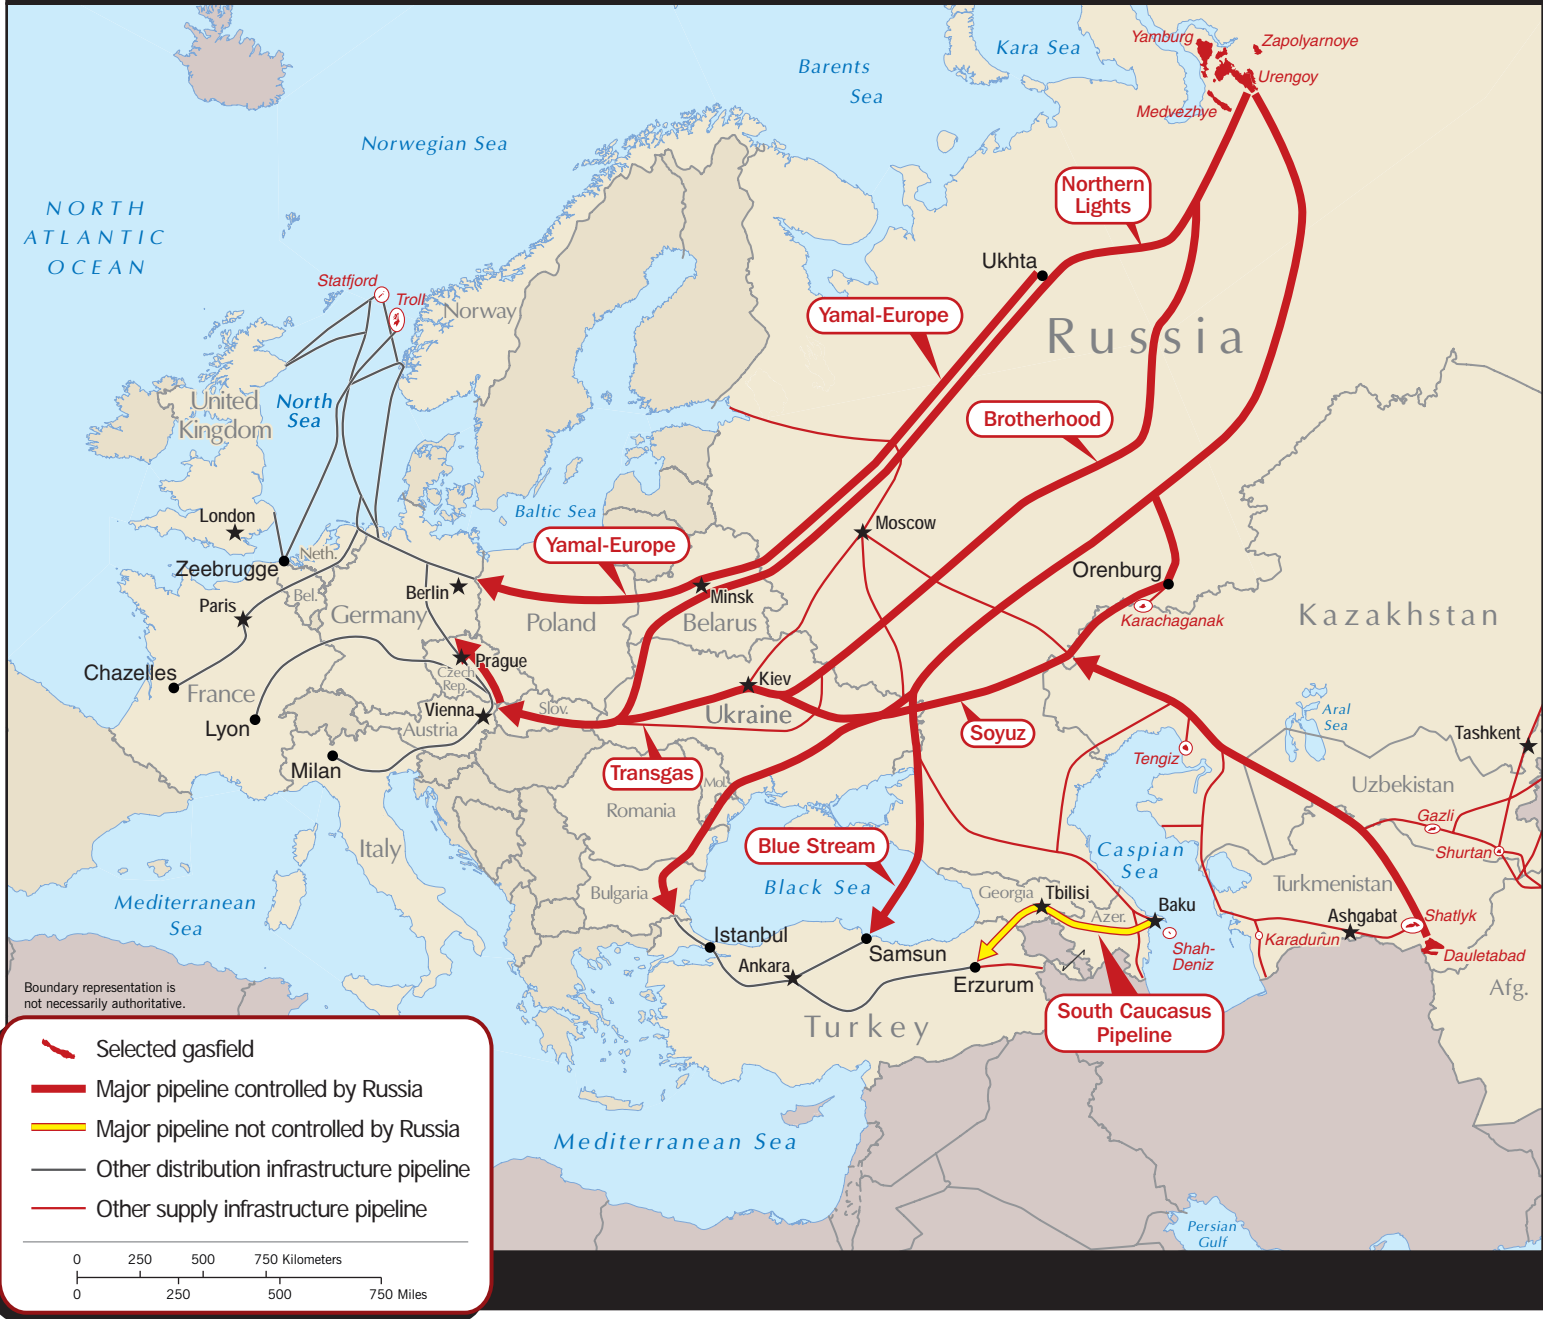 Kara Sea
Yamburg
Zapolyarnoye
Urengoy
Medvezhye
Barents
Sea
Norwegian Sea
NORTH
ATLANTIC
OCEAN
Northern
Lights
Ukhta
Statfjord
Troll
Norway
Yamal-Europe
Russia
United
Kingdom
North
Sea
Brotherhood
London
Baltic Sea
Moscow
Yamal-Europe
Zeebrugge
Neth.
Bel.
Berlin
Paris
Germany
Poland
Minsk
Belarus
Orenburg
Karachaganak
Kazakhstan
Prague
Czech
Rep.
Chazelles
France
Lyon
Vienna
Austria
Slov.
Kiev
Ukraine
Soyuz
Aral
Sea
Tashkent
Tengiz
Milan
Transgas
Mol.
Romania
Uzbekistan
Gazli
Shurtan
Italy
Blue Stream
Black Sea
Caspian
Sea
Bulgaria
Georgia
Tbilisi
Azer.
Baku
Turkmenistan
Ashgabat
Shatlyk
Mediterranean
Sea
Istanbul
Ankara
Samsun
Erzurum
Shah-
Deniz
Karadurun
Dauletabad
Afg.
South Caucasus
Pipeline
Turkey
Mediterranean Sea
Persian
Gulf
Boundary representation is
not necessarily authoritative.
Selected gasfield
Major pipeline controlled by Russia
Major pipeline not controlled by Russia
Other distribution infrastructure pipeline
Other supply infrastructure pipeline
0 250 500 750 Kilometers
0 250 500 750 Miles